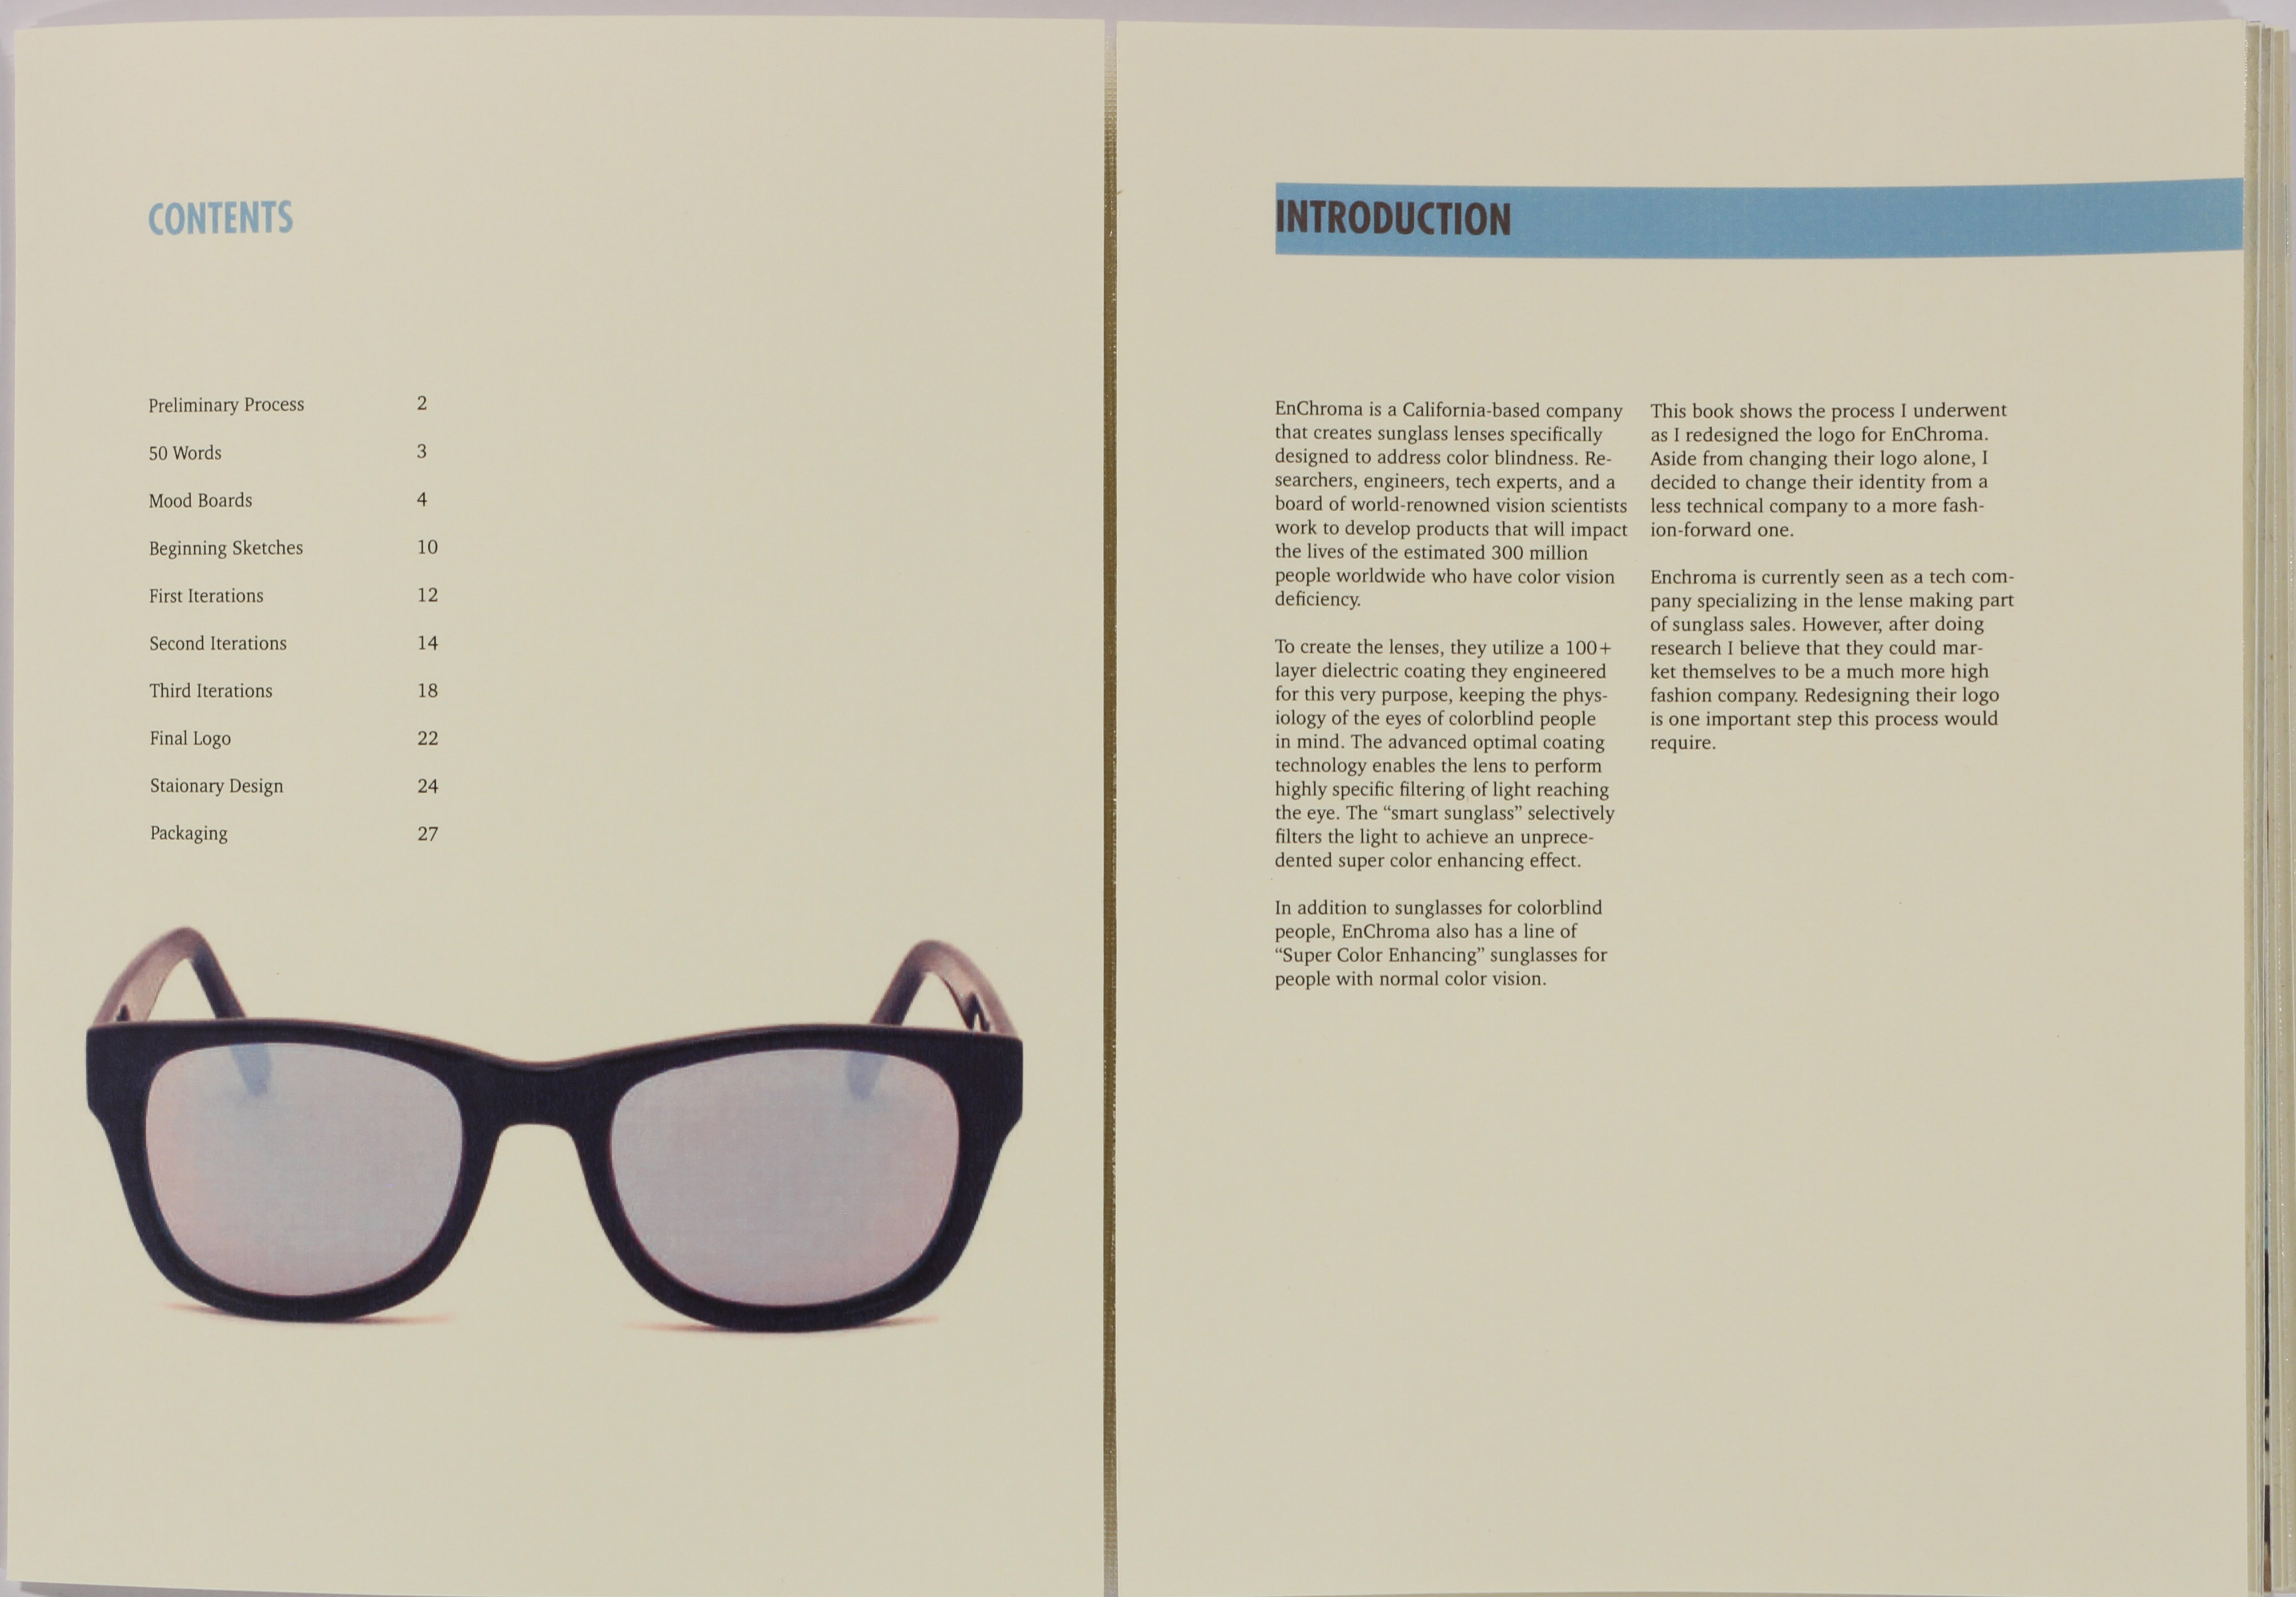 CONTENTS
Preliminary Process 2
50 Words 3
Mood Boards 4
Beginning Sketches 10
First Iterations 12
Second Iterations 14
Third Iterations 18
Final Logo 22
Staionary Design 24
Packaging 27
INTRODUCTION
EnChroma is a California-based company
that creates sunglass lenses specifically
designed to address color blindness. Re-
searchers, engineers, tech experts, and a
board of world-renowned vision scientists
work to develop products that will impact
the lives of the estimated 300 million
people worldwide who have color vision
deficiency.
To create the lenses, they utilize a 100+
layer dielectric coating they engineered
for this very purpose, keeping the phys-
iology of the eyes of colorblind people
in mind. The advanced optimal coating
technology enables the lens to perform
highly specific filtering of light reaching
the eye. The “smart sunglass” selectively
filters the light to achieve an unprece-
dented super color enhancing effect.
In addition to sunglasses for colorblind
people, EnChroma also has a line of
“Super Color Enhancing” sunglasses for
people with normal color vision.
This book shows the process I underwent
as I redesigned the logo for EnChroma.
Aside from changing their logo alone, I
decided to change their identity from a
less technical company to a more fash-
ion-forward one.
Enchroma is currently seen as a tech com-
pany specializing in the lense making part
of sunglass sales. However, after doing
research I believe that they could mar-
ket themselves to be a much more high
fashion company. Redesigning their logo
is one important step this process would
require.